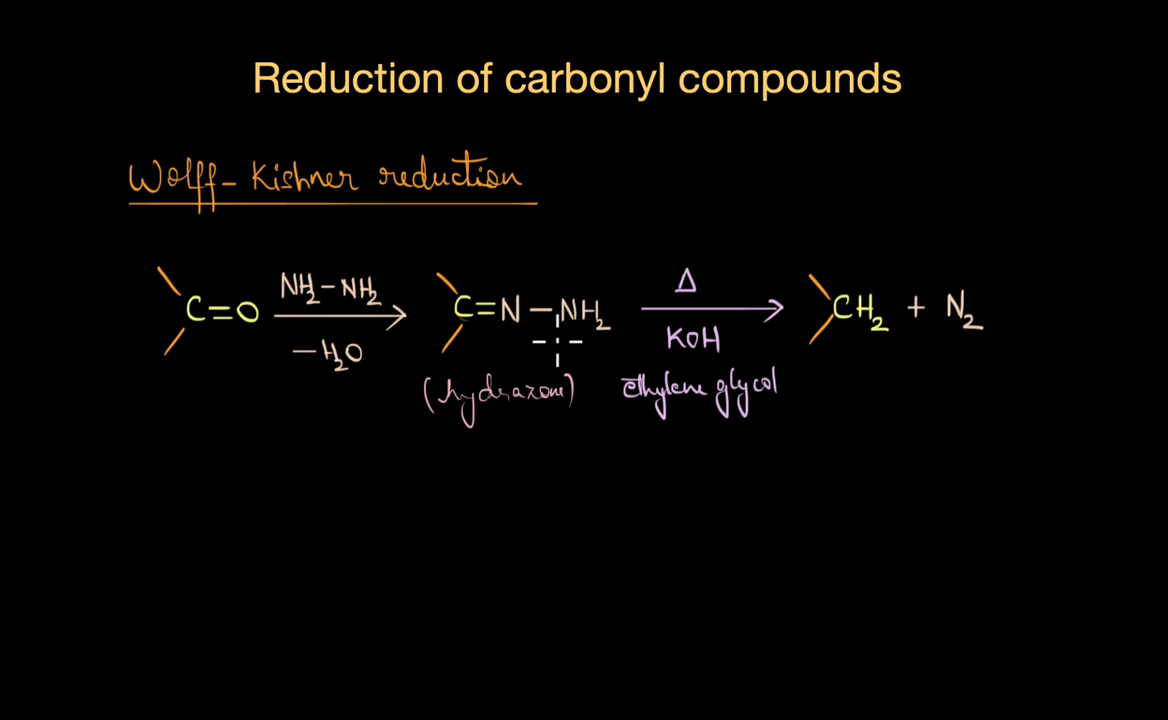 Reduction of carbonyl compounds
Wolff-Kishner reduction
C=O NH2-NH2 C=N-NH2 Δ CH2 + N2
-H2O KOH
(hydrazone) ethylene glycol